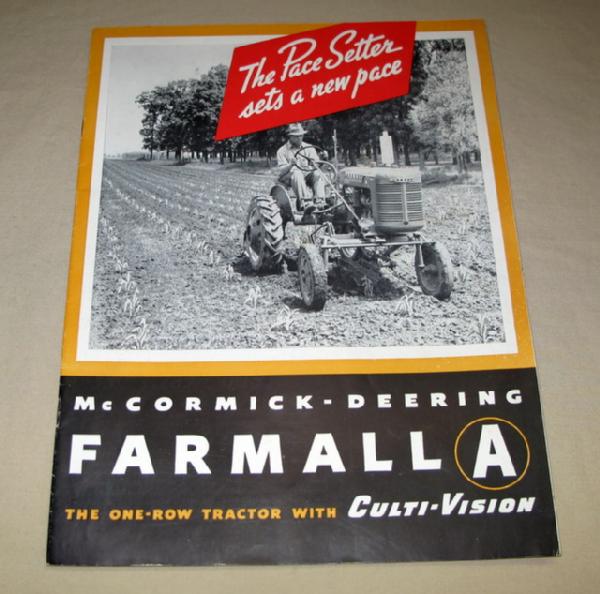 The Pace Setter
sets a new pace
McCORMICK-DEERING
FARMALL A
THE ONE-ROW TRACTOR WITH CULTI-VISION